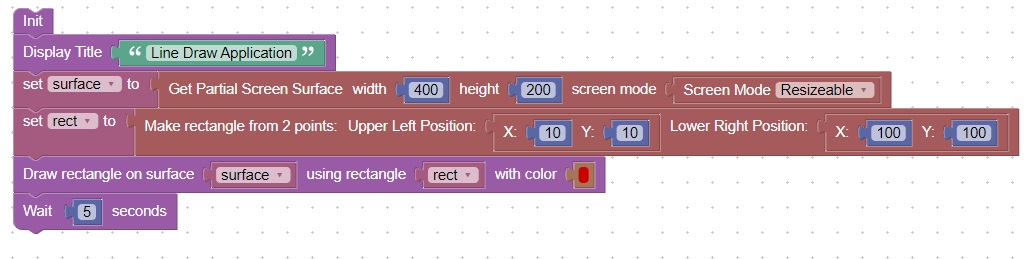 Init
Display Title “ Line Draw Application ”
set surface to Get Partial Screen Surface width 400 height 200 screen mode Screen Mode Resizeable
set rect to Make rectangle from 2 points: Upper Left Position: X: 10 Y: 10 Lower Right Position: X: 100 Y: 100
Draw rectangle on surface surface using rectangle rect with color
Wait 5 seconds